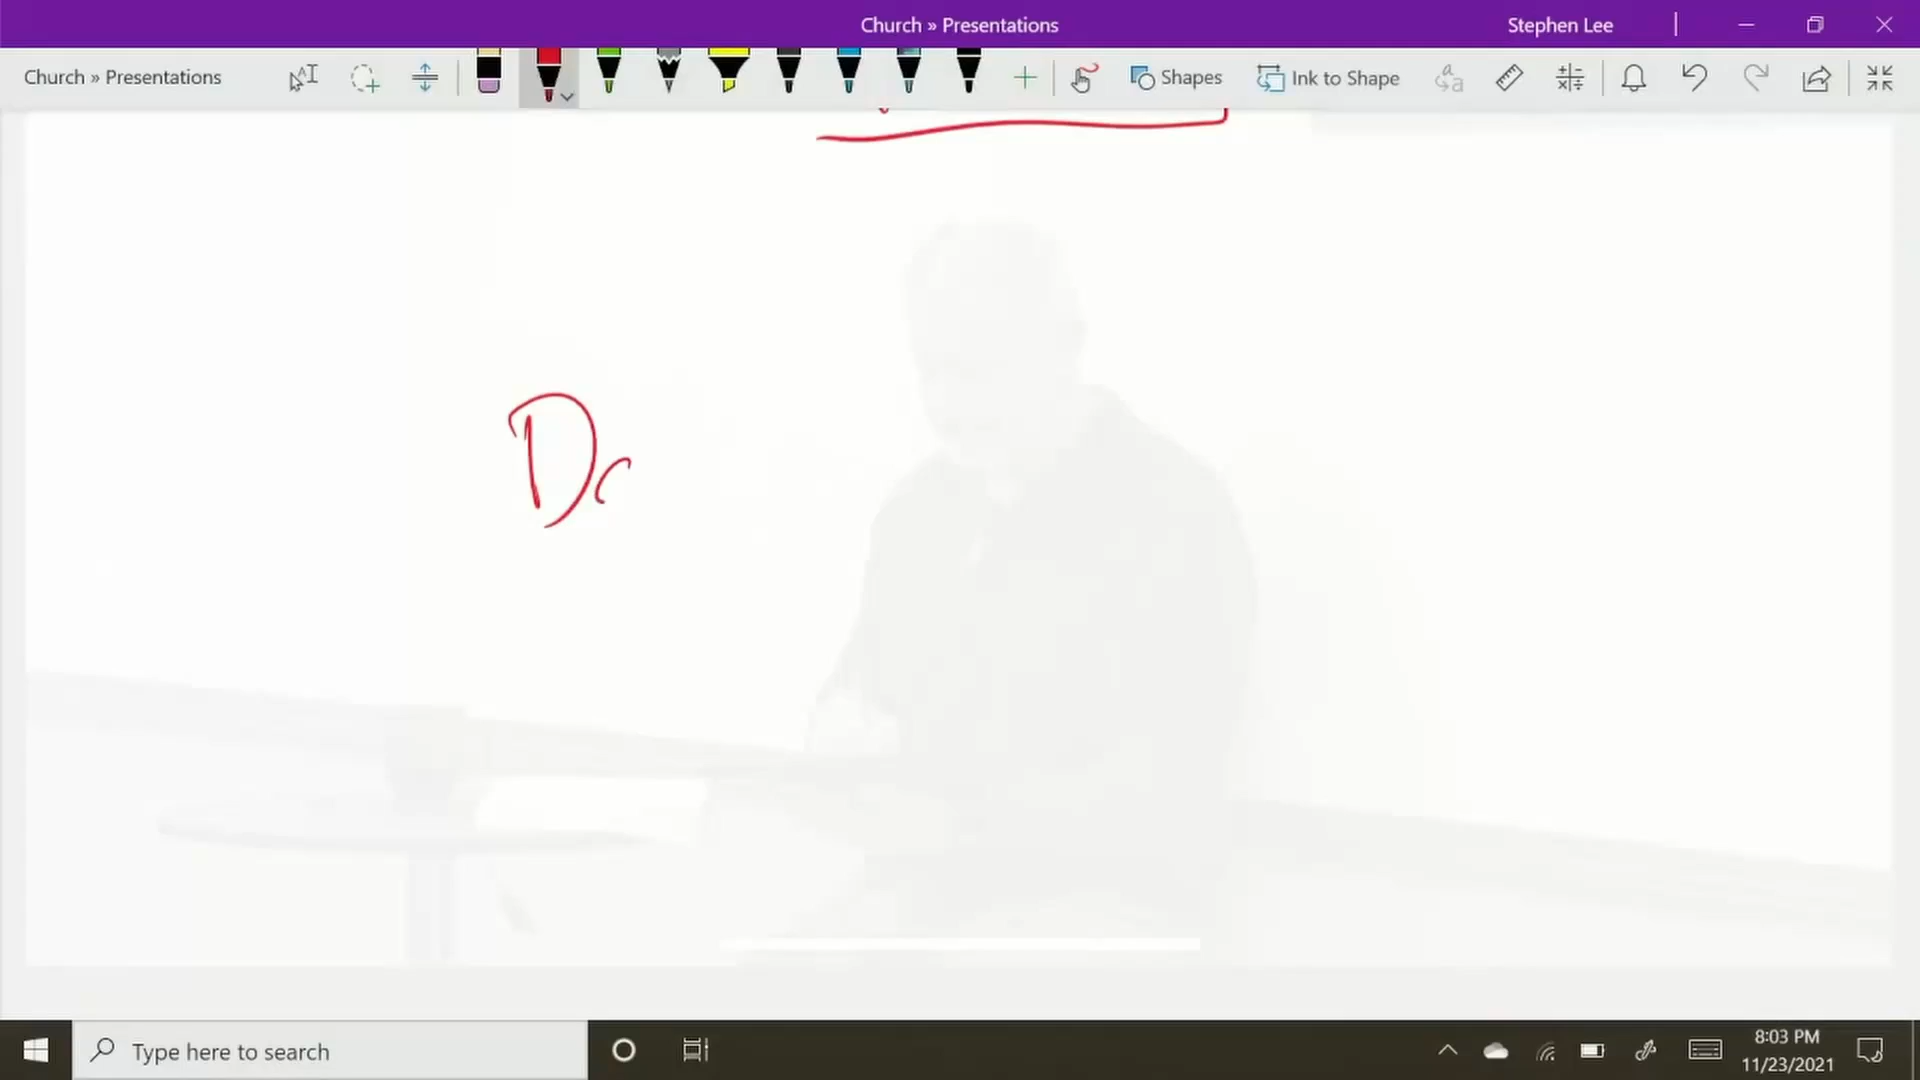 Church » Presentations
Stephen Lee
Church » Presentations
Shapes
Ink to Shape
D
Type here to search
8:03 PM
11/23/2021